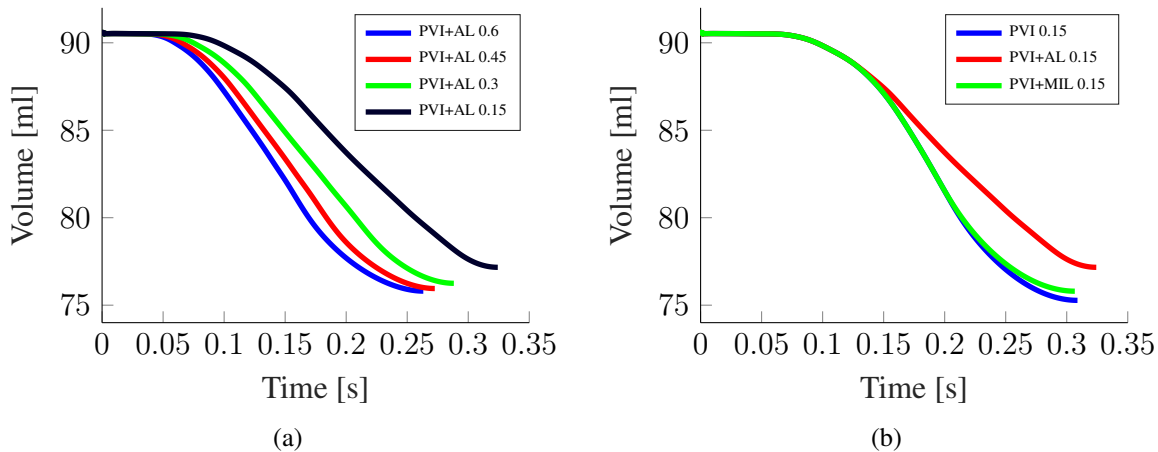 90
85
80
75
Volume [ml]
0 0.05 0.1 0.15 0.2 0.25 0.3 0.35
Time [s]
PVI+AL 0.6
PVI+AL 0.45
PVI+AL 0.3
PVI+AL 0.15
(a)
90
85
80
75
Volume [ml]
0 0.05 0.1 0.15 0.2 0.25 0.3 0.35
Time [s]
PVI 0.15
PVI+AL 0.15
PVI+MIL 0.15
(b)